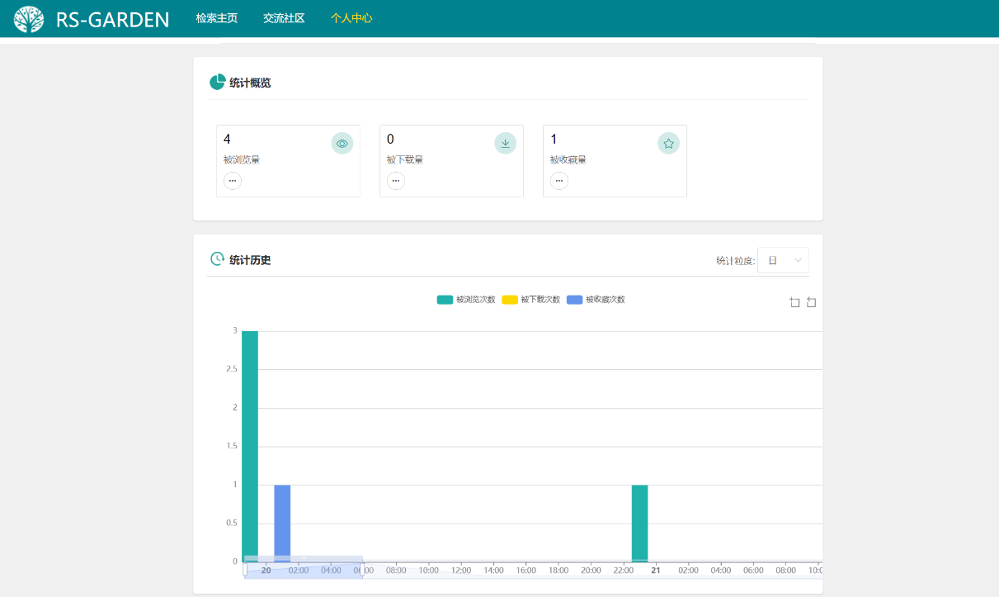 RS-GARDEN 检索主页 交流社区 个人中心
统计概览
4 0 1
被浏览量 被下载量 被收藏量
统计历史 统计粒度: 日
被浏览次数 被下载次数 被收藏次数
3
2.5
2
1.5
1
0.5
0
20 02:00 04:00 06:00 08:00 10:00 12:00 14:00 16:00 18:00 20:00 22:00 21 02:00 04:00 06:00 08:00 10:0